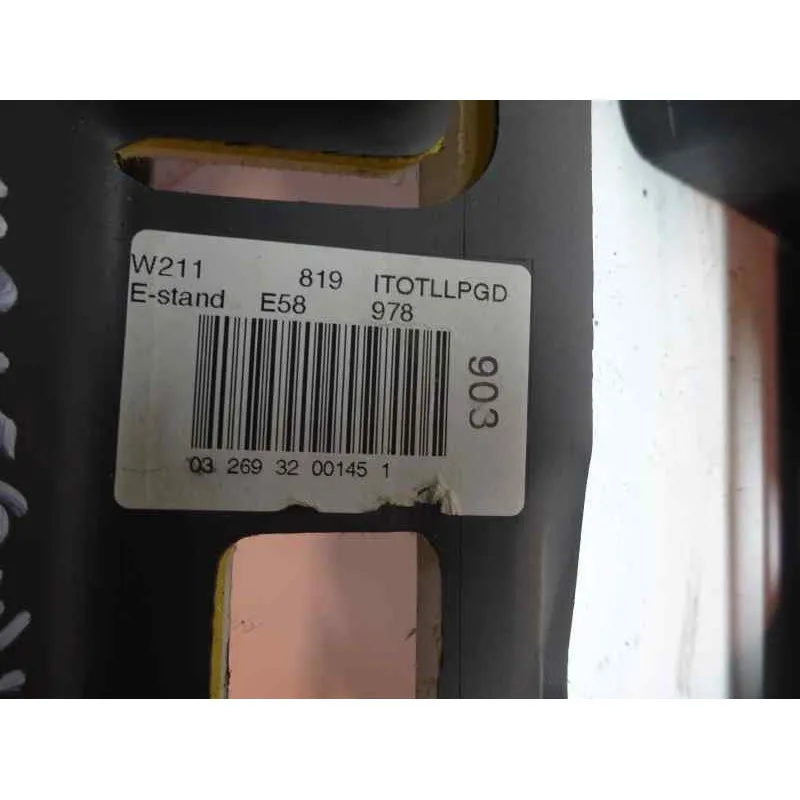 W211 819 ITOTLLPGD
E-stand E58 978
903
03 269 32 00145 1